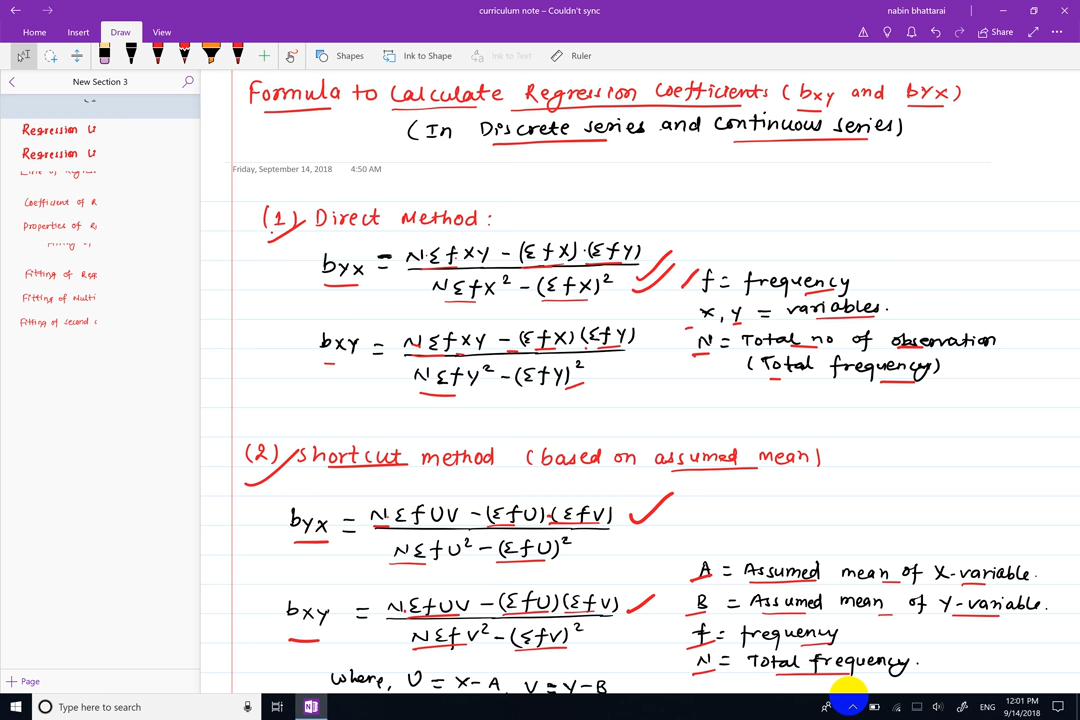 curriculum note – Couldn't sync
nabin bhattarai
Home Insert Draw View
Share
Shapes Ink to Shape Ink to Text Ruler
New Section 3
Regression
Regression
Coefficient of R
Properties of
Fitting of
Fitting of Reg
Fitting of Multi
Fitting of second
Page
Formula to Calculate Regression Coefficients (bxy and byx)
(In Discrete series and Continuous series)
Friday, September 14, 2018 4:50 AM
(1) Direct Method:
byx = N.ΣfXY – (ΣfX).(ΣfY)
NΣfX² – (ΣfX)²
f = frequency
X, Y = variables.
bxy = NΣfXY – (ΣfX)(ΣfY)
NΣfY² – (ΣfY)²
N = Total no of observation
(Total frequency)
(2) Shortcut method (based on assumed mean)
byx = NΣfUV – (ΣfU)(ΣfV)
NΣfU² – (ΣfU)²
bxy = N.ΣfUV – (ΣfU)(ΣfV)
NΣfV² – (ΣfV)²
A = Assumed mean of X-variable.
B = Assumed mean of Y-variable.
f = frequency
N = Total frequency.
where, U = X-A, V = Y-B
Type here to search
ENG
12:01 PM
9/14/2018